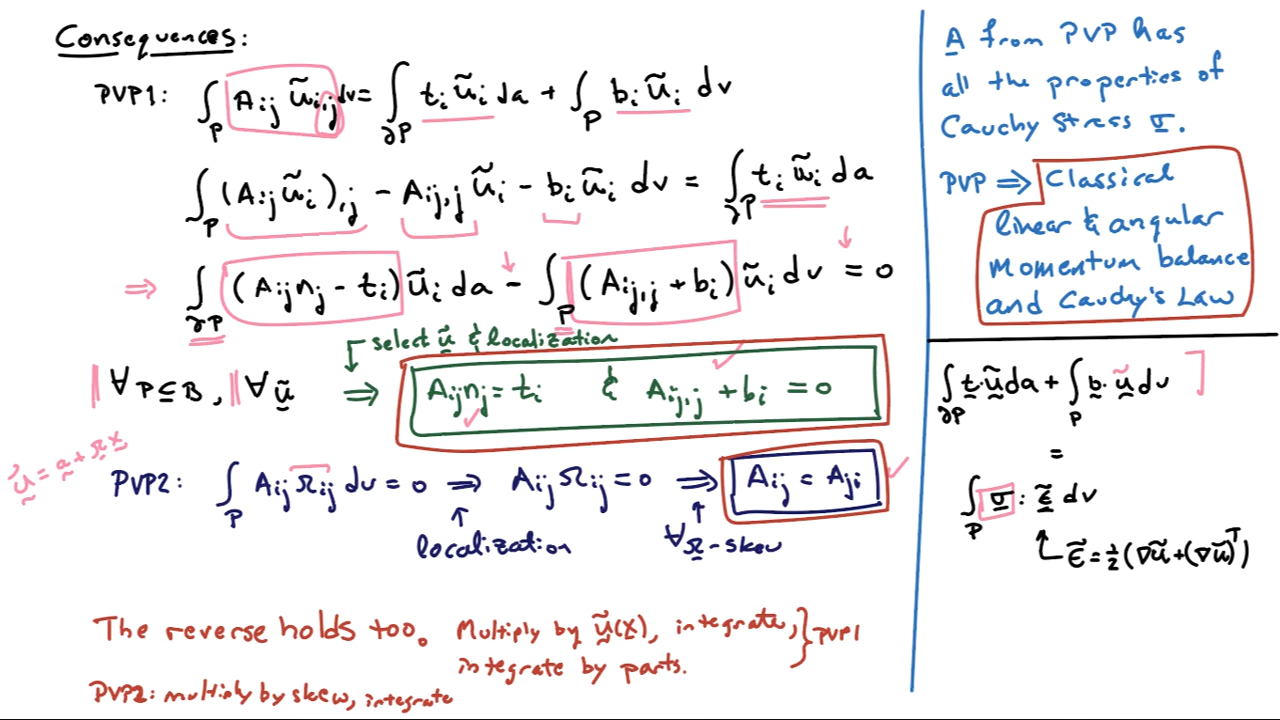 Consequences:
PVP1: ∫_P A_ij ũ_i,j dv = ∫_∂P t_i ũ_i da + ∫_P b_i ũ_i dv
∫_P (A_ij ũ_i),j - A_ij,j ũ_i - b_i ũ_i dv = ∫_∂P t_i ũ_i da
⇒ ∫_∂P (A_ij n_j - t_i) ũ_i da - ∫_P (A_ij,j + b_i) ũ_i dv = 0
select ũ & localization
∀ P ⊆ B, ∀ ũ ⇒ A_ij n_j = t_i & A_ij,j + b_i = 0
ũ = a + Ω x
PVP2: ∫_P A_ij Ω_ij dv = 0 ⇒ A_ij Ω_ij = 0 ⇒ A_ij = A_ji
↑ localization
↑ ∀ Ω - skew
The reverse holds too. Multiply by ũ(x), integrate, } PVP1
integrate by parts.
PVP2: multiply by skew, integrate
A from PVP has
all the properties of
Cauchy Stress σ.
PVP ⇒ Classical
linear & angular
Momentum balance
and Cauchy's Law
∫_∂P t·ũ da + ∫_P b·ũ dv
=
∫_P σ : ε̃ dv
ε̃ = ½(∇ũ + (∇ũ)^T)